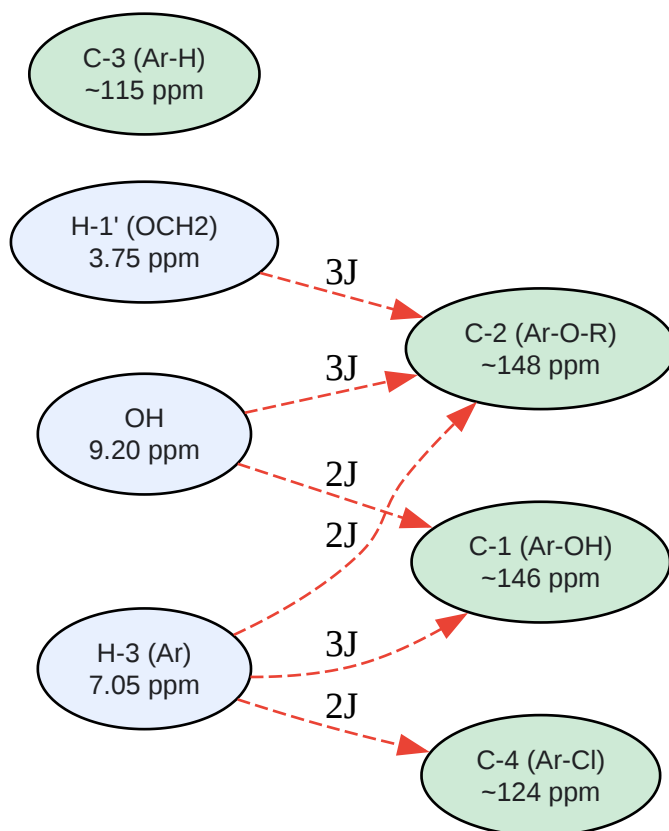 C-3 (Ar-H)
~115 ppm
H-1' (OCH2)
3.75 ppm
3J
C-2 (Ar-O-R)
~148 ppm
3J
OH
9.20 ppm
2J
2J
C-1 (Ar-OH)
~146 ppm
H-3 (Ar)
7.05 ppm
3J
2J
C-4 (Ar-Cl)
~124 ppm